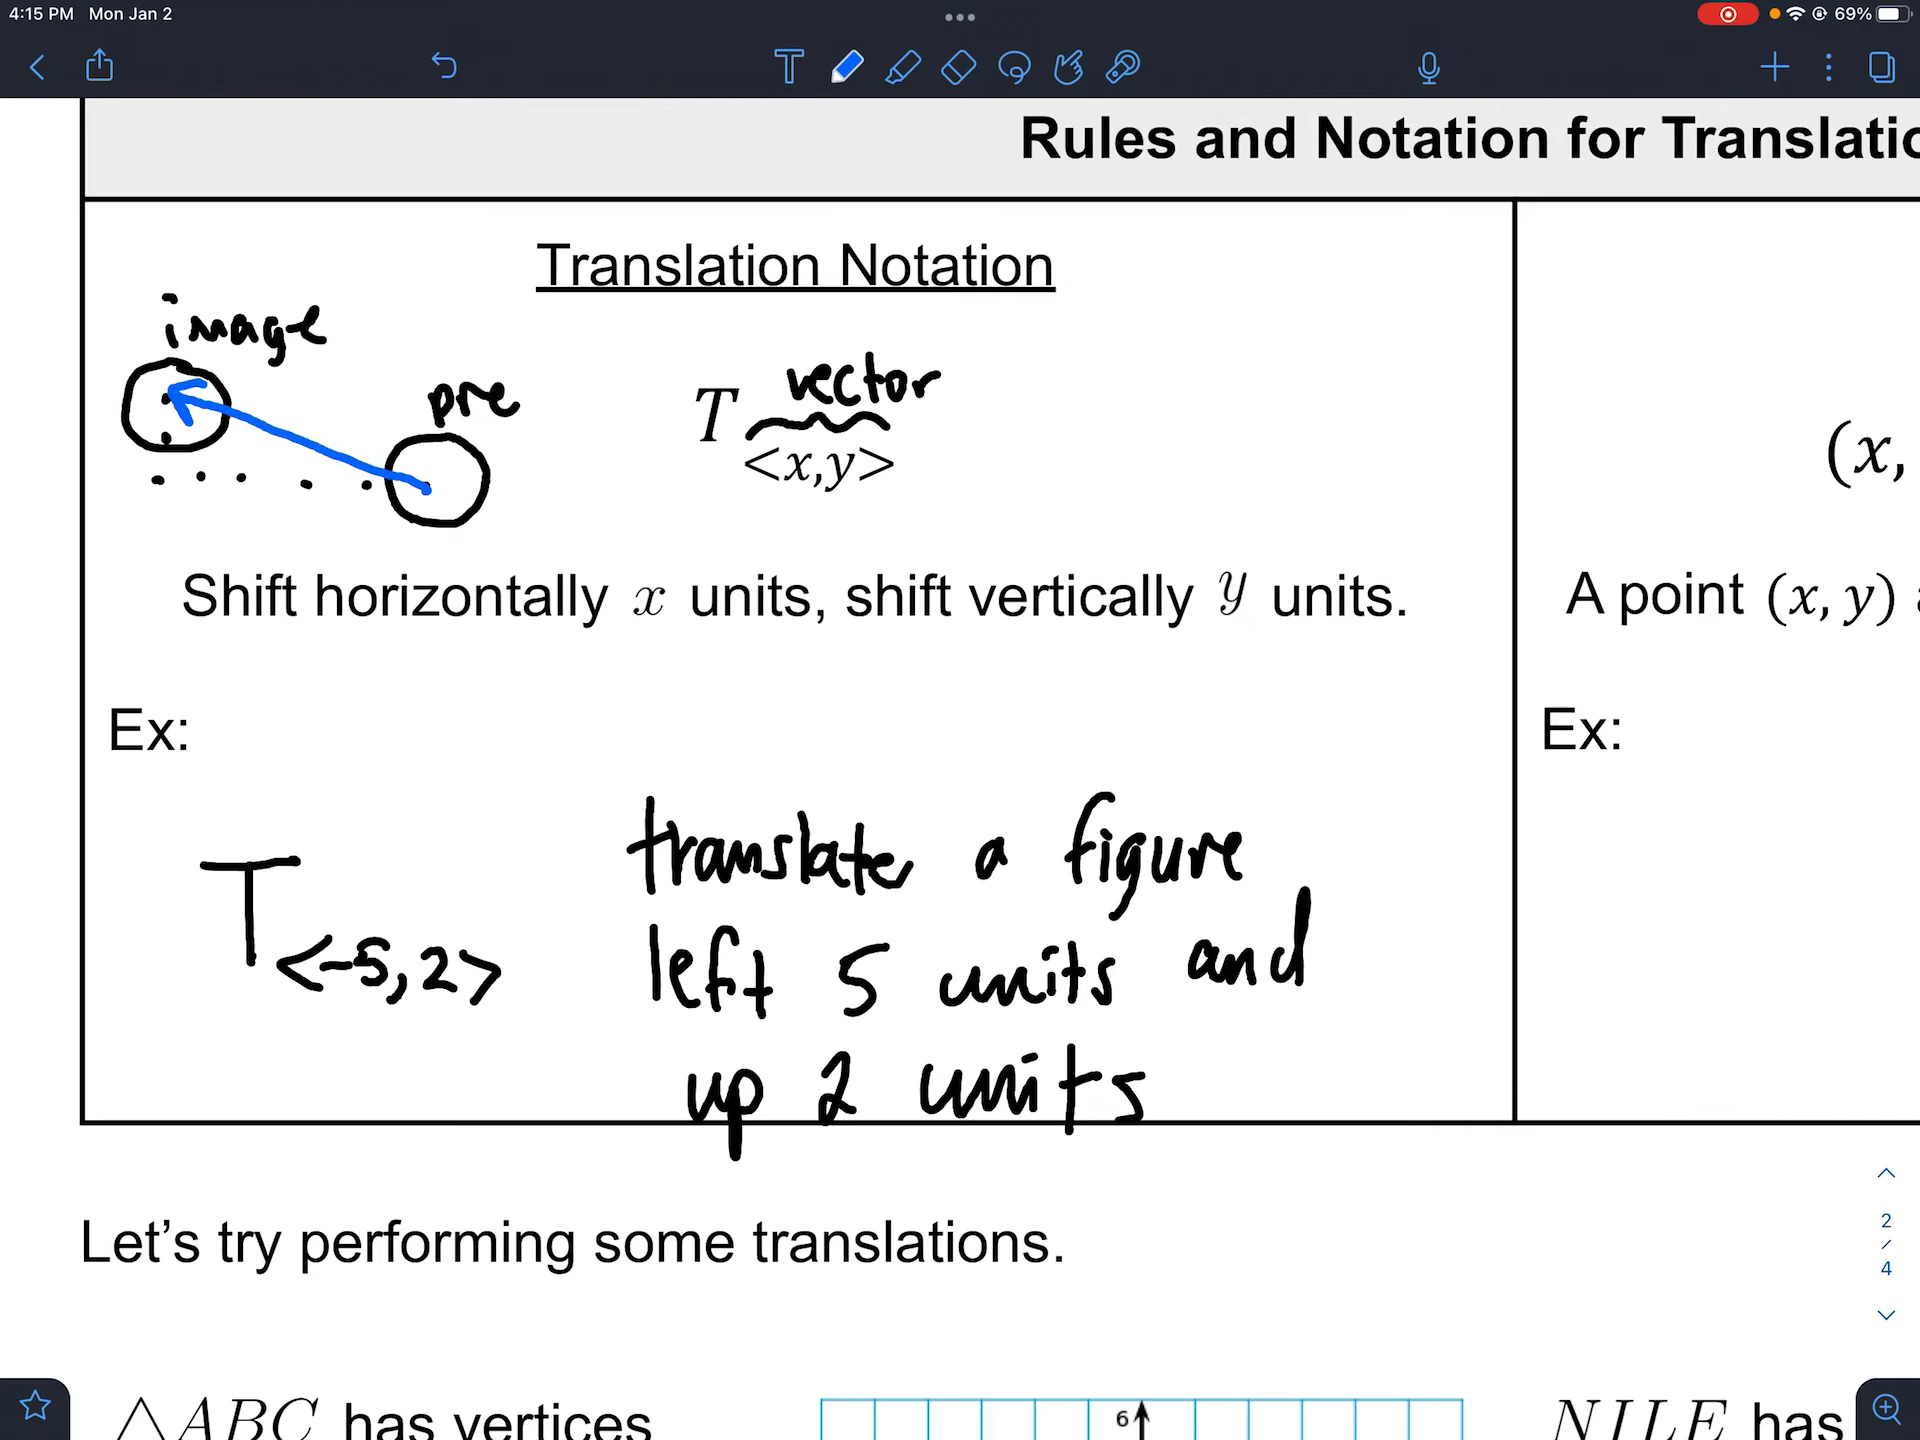 4:15 PM Mon Jan 2
69%
Rules and Notation for Translatio
Translation Notation
image
pre
vector
T
<x,y>
(x,
Shift horizontally x units, shift vertically y units.
A point (x, y)
Ex:
Ex:
T<-5,2>
translate a figure
left 5 units and
up 2 units
Let's try performing some translations.
2
/
4
△ABC has vertices
6
NILE has